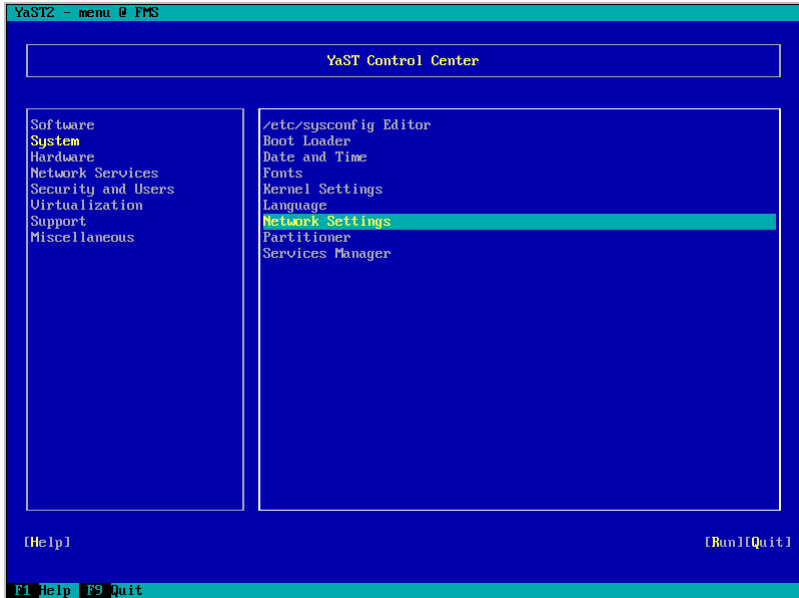 YaST2 - menu @ FMS
YaST Control Center
Software
System
Hardware
Network Services
Security and Users
Virtualization
Support
Miscellaneous
/etc/sysconfig Editor
Boot Loader
Date and Time
Fonts
Kernel Settings
Language
Network Settings
Partitioner
Services Manager
[Help] [Run][Quit]
F1 Help F9 Quit